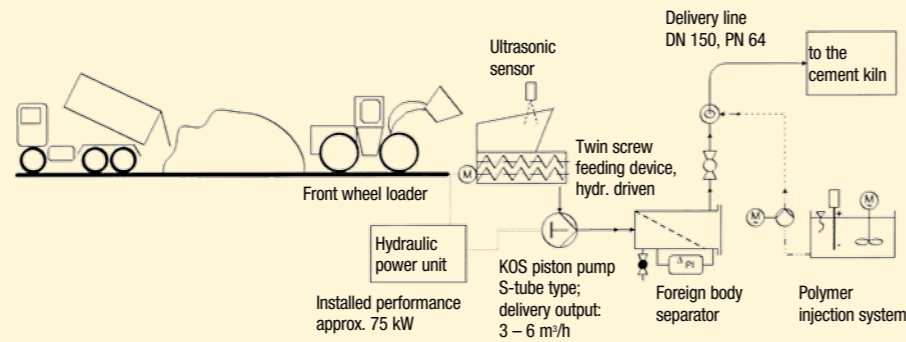 Delivery line
DN 150, PN 64
Ultrasonic
sensor
to the
cement kiln
Twin screw
feeding device,
hydr. driven
M
Front wheel loader
M
M
Hydraulic
power unit
Δ PI
KOS piston pump
S-tube type;
delivery output:
3 – 6 m³/h
Installed performance
approx. 75 kW
Foreign body
separator
Polymer
injection system